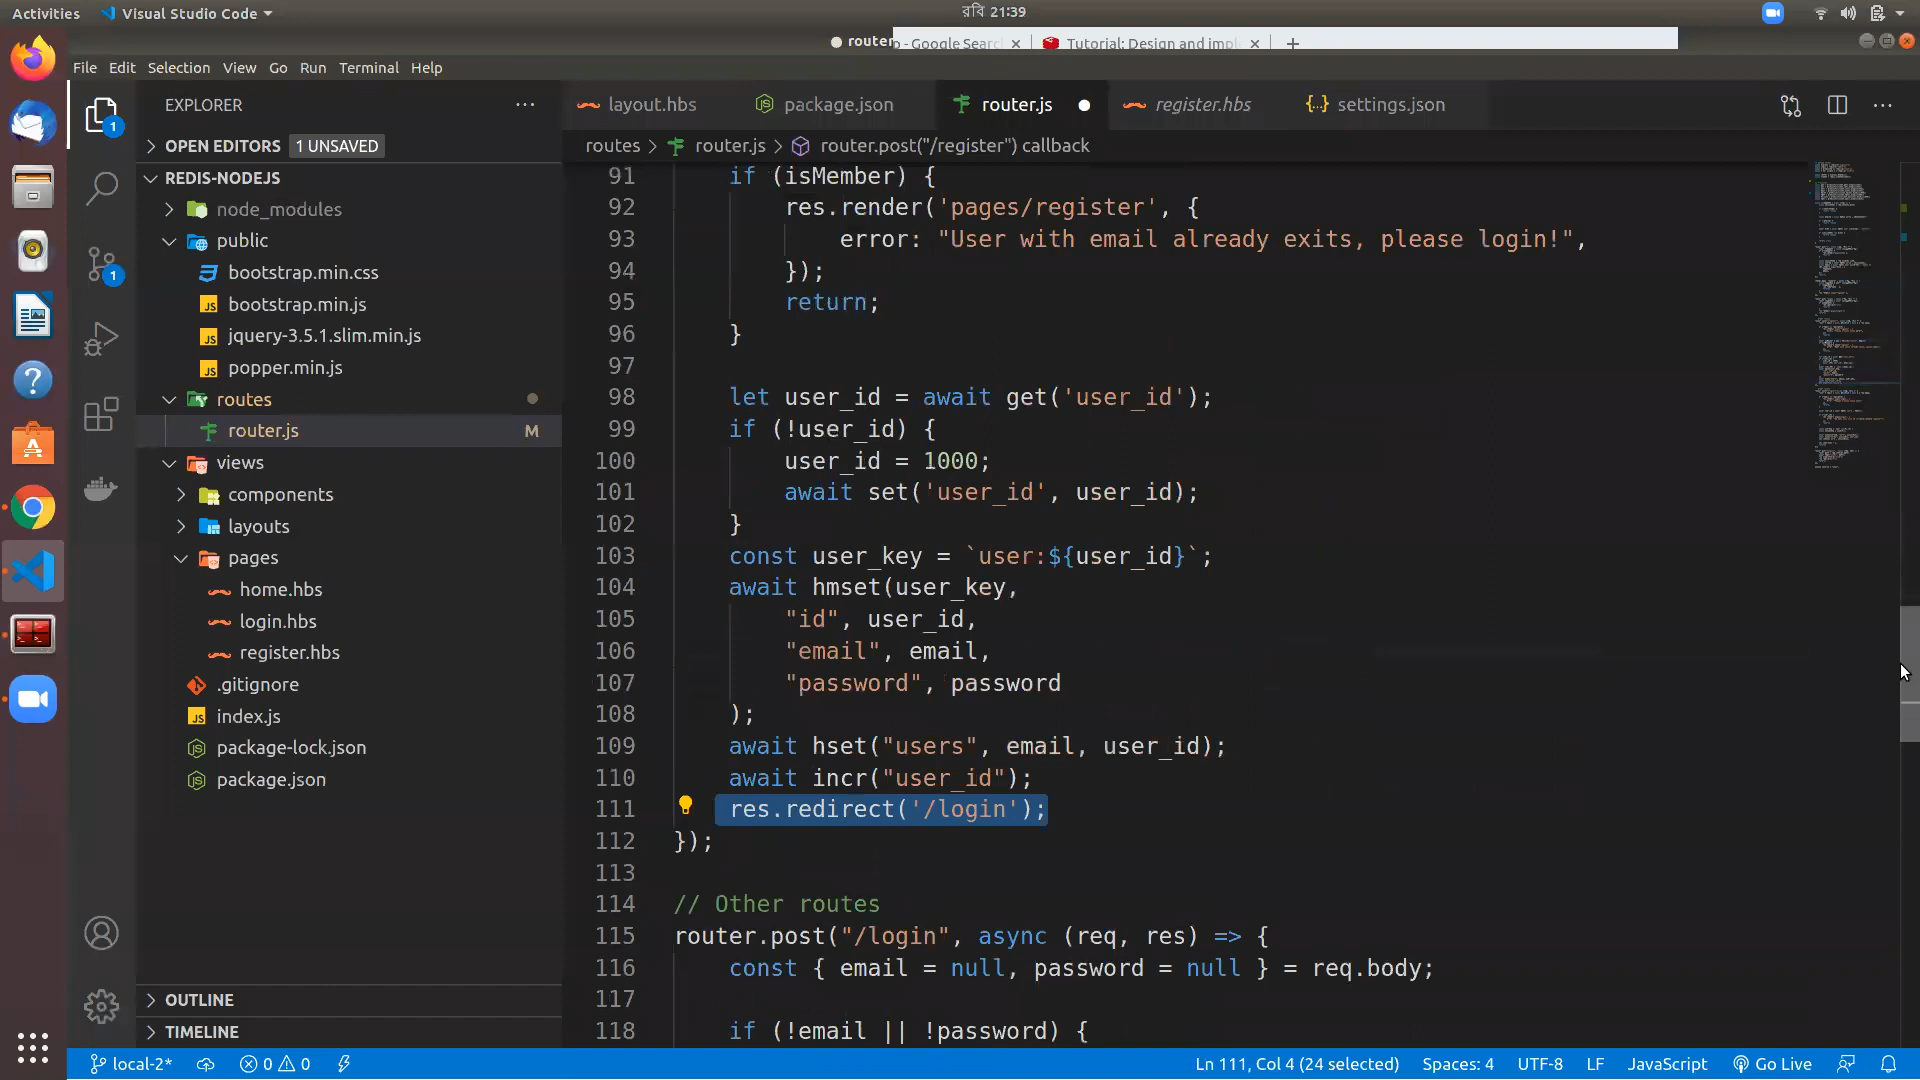 Activities Visual Studio Code রবি 21:39
router
- Google Sear Tutorial: Design and imp
File Edit Selection View Go Run Terminal Help
EXPLORER
OPEN EDITORS 1 UNSAVED
REDIS-NODEJS
node_modules
public
bootstrap.min.css
bootstrap.min.js
jquery-3.5.1.slim.min.js
popper.min.js
routes
router.js M
views
components
layouts
pages
home.hbs
login.hbs
register.hbs
.gitignore
index.js
package-lock.json
package.json
OUTLINE
TIMELINE
layout.hbs package.json router.js register.hbs settings.json
routes > router.js > router.post("/register") callback
91 if (isMember) {
92 res.render('pages/register', {
93 error: "User with email already exits, please login!",
94 });
95 return;
96 }
97
98 let user_id = await get('user_id');
99 if (!user_id) {
100 user_id = 1000;
101 await set('user_id', user_id);
102 }
103 const user_key = `user:${user_id}`;
104 await hmset(user_key,
105 "id", user_id,
106 "email", email,
107 "password", password
108 );
109 await hset("users", email, user_id);
110 await incr("user_id");
111 res.redirect('/login');
112 });
113
114 // Other routes
115 router.post("/login", async (req, res) => {
116 const { email = null, password = null } = req.body;
117
118 if (!email || !password) {
local-2* 0 0 Ln 111, Col 4 (24 selected) Spaces: 4 UTF-8 LF JavaScript Go Live